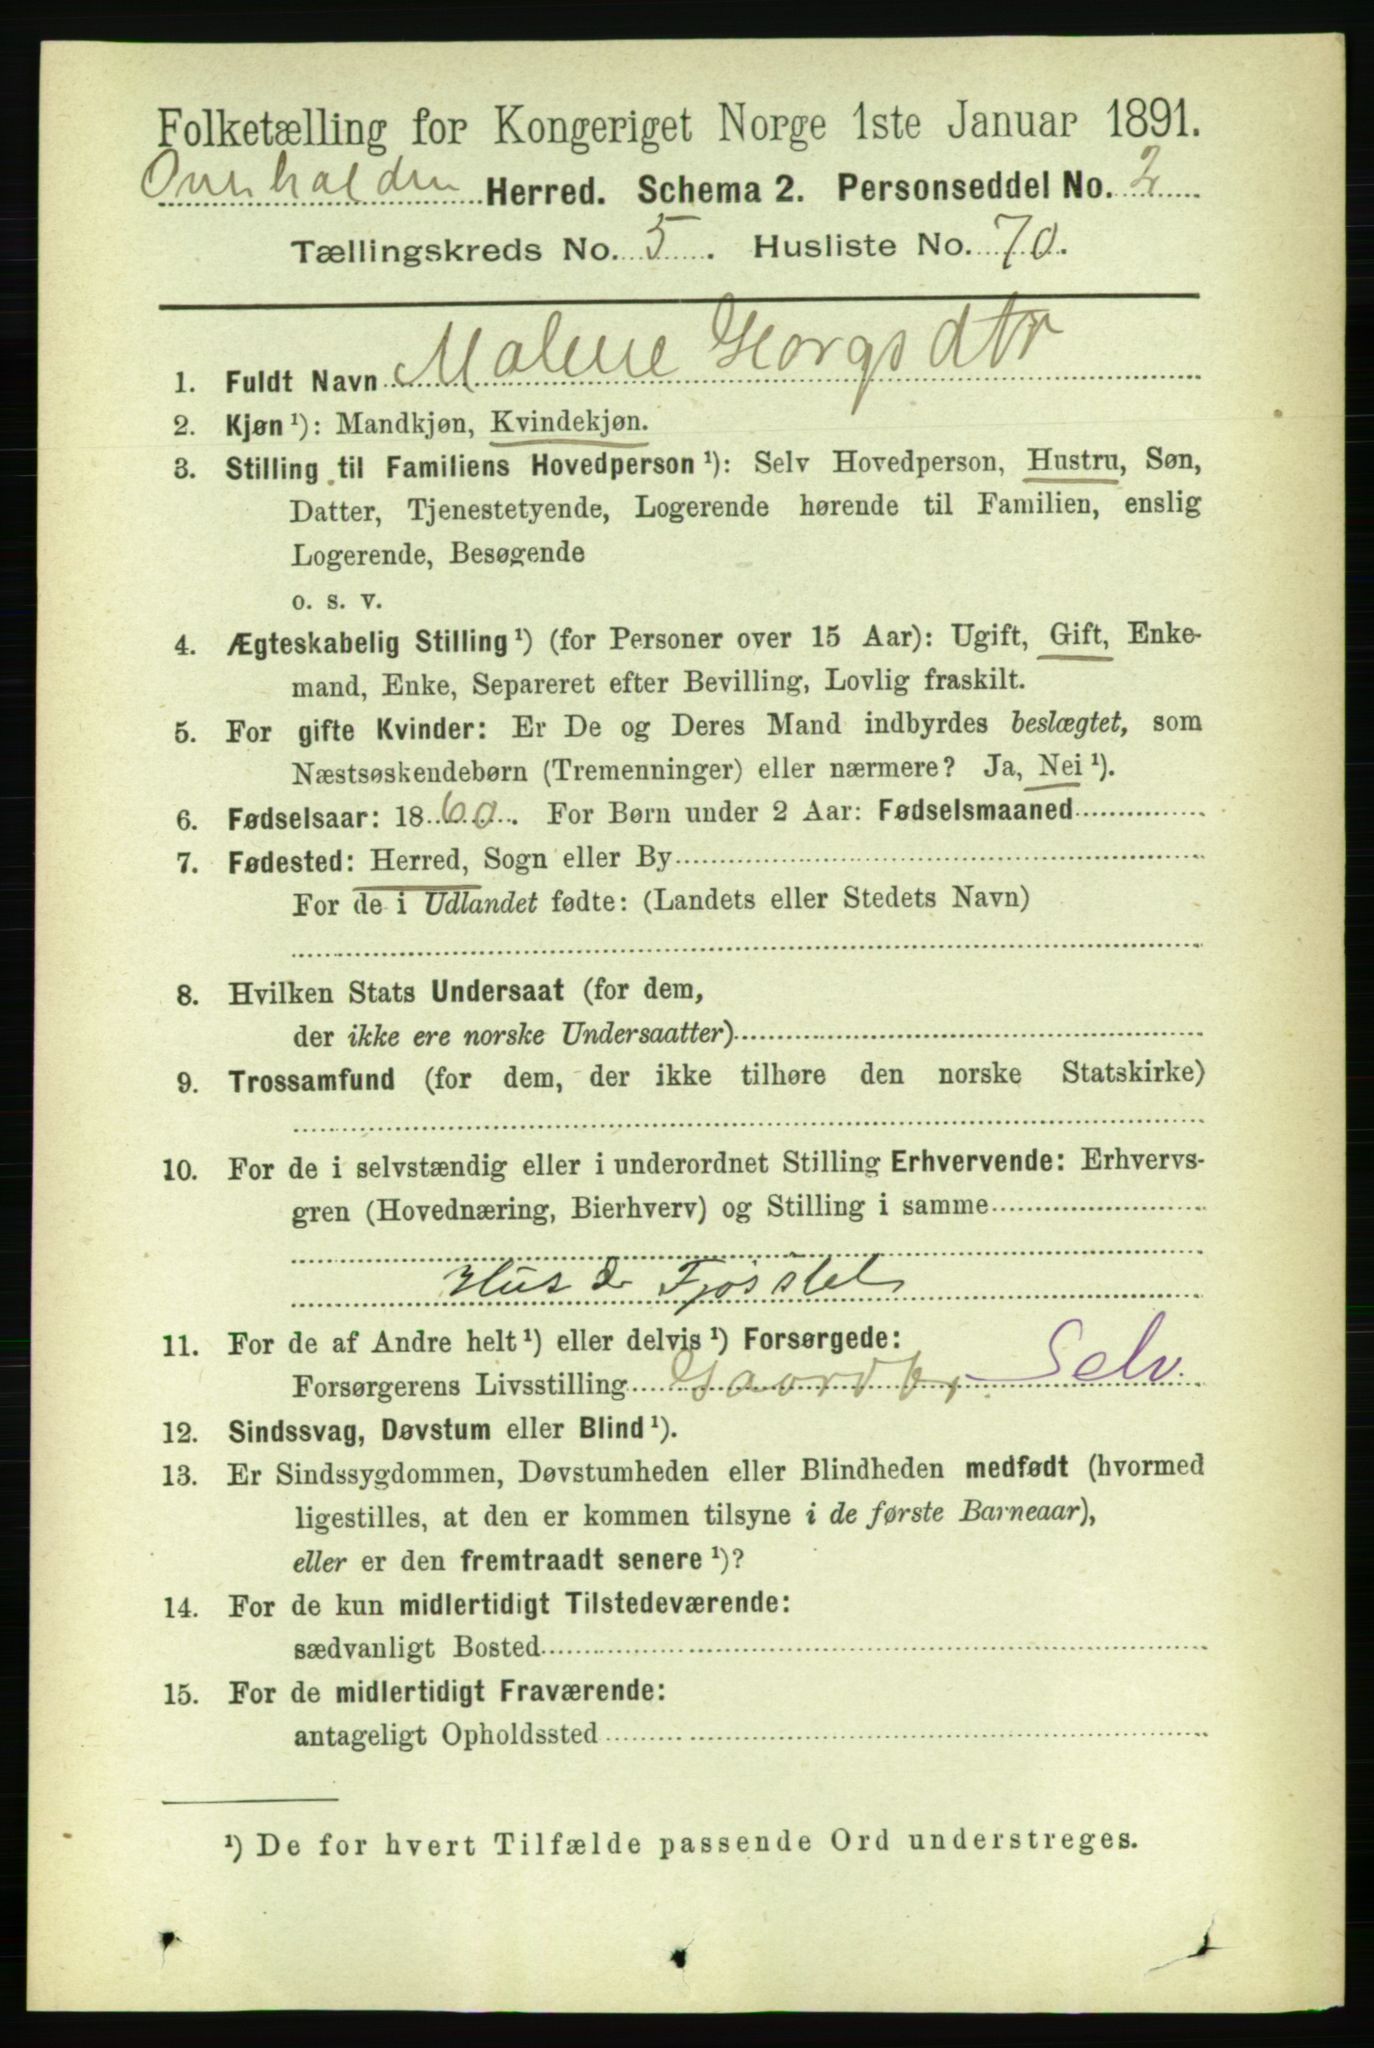 Folketælling for Kongeriget Norge 1ste Januar 1891.
Overhalden Herred. Schema 2. Personseddel No. 2
Tællingskreds No. 5. Husliste No. 70.
1. Fuldt Navn Malene Georgsdtr
2. Kjøn ¹): Mandkjøn, Kvindekjøn.
3. Stilling til Familiens Hovedperson ¹): Selv Hovedperson, Hustru, Søn,
Datter, Tjenestetyende, Logerende hørende til Familien, enslig
Logerende, Besøgende
o. s. v.
4. Ægteskabelig Stilling ¹) (for Personer over 15 Aar): Ugift, Gift, Enke-
mand, Enke, Separeret efter Bevilling, Lovlig fraskilt.
5. For gifte Kvinder: Er De og Deres Mand indbyrdes beslægtet, som
Næstsøskendebørn (Tremenninger) eller nærmere? Ja, Nei ¹).
6. Fødselsaar: 1860. For Børn under 2 Aar: Fødselsmaaned
7. Fødested: Herred, Sogn eller By
For de i Udlandet fødte: (Landets eller Stedets Navn)
8. Hvilken Stats Undersaat (for dem,
der ikke ere norske Undersaatter)
9. Trossamfund (for dem, der ikke tilhøre den norske Statskirke)
10. For de i selvstændig eller i underordnet Stilling Erhvervende: Erhvervs-
gren (Hovednæring, Bierhverv) og Stilling i samme
Hus & Fjøsstel
11. For de af Andre helt ¹) eller delvis ¹) Forsørgede:
Forsørgerens Livsstilling Gaardbr. Selv.
12. Sindssvag, Døvstum eller Blind ¹).
13. Er Sindssygdommen, Døvstumheden eller Blindheden medfødt (hvormed
ligestilles, at den er kommen tilsyne i de første Barneaar),
eller er den fremtraadt senere ¹)?
14. For de kun midlertidigt Tilstedeværende:
sædvanligt Bosted
15. For de midlertidigt Fraværende:
antageligt Opholdssted
¹) De for hvert Tilfælde passende Ord understreges.